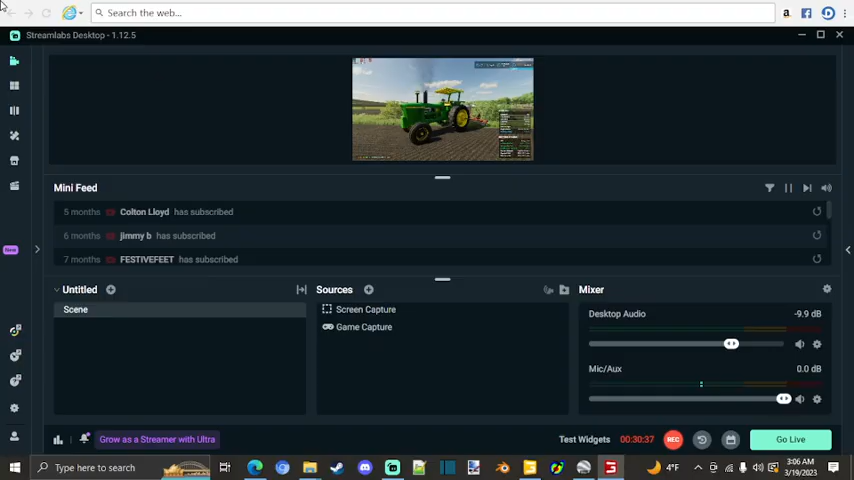 Search the web...
Streamlabs Desktop - 1.12.5
Mini Feed
5 months Colton Lloyd has subscribed
6 months jimmy b has subscribed
7 months FESTIVEFEET has subscribed
Untitled
Sources
Mixer
Scene
Screen Capture
Game Capture
Desktop Audio -9.9 dB
Mic/Aux 0.0 dB
New
Grow as a Streamer with Ultra
Test Widgets 00:30:37 REC Go Live
Type here to search
4°F
3:06 AM
3/19/2023